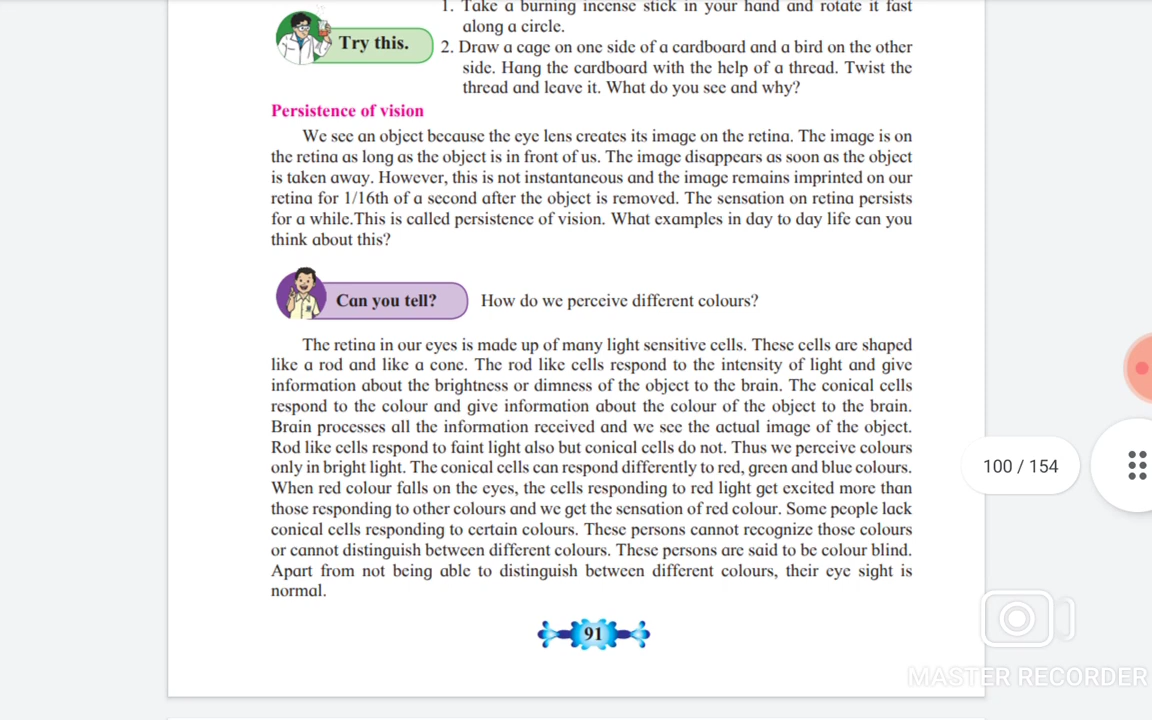 1. Take a burning incense stick in your hand and rotate it fast
along a circle.
Try this.
2. Draw a cage on one side of a cardboard and a bird on the other
side. Hang the cardboard with the help of a thread. Twist the
thread and leave it. What do you see and why?
Persistence of vision
We see an object because the eye lens creates its image on the retina. The image is on
the retina as long as the object is in front of us. The image disappears as soon as the object
is taken away. However, this is not instantaneous and the image remains imprinted on our
retina for 1/16th of a second after the object is removed. The sensation on retina persists
for a while.This is called persistence of vision. What examples in day to day life can you
think about this?
Can you tell?
How do we perceive different colours?
The retina in our eyes is made up of many light sensitive cells. These cells are shaped
like a rod and like a cone. The rod like cells respond to the intensity of light and give
information about the brightness or dimness of the object to the brain. The conical cells
respond to the colour and give information about the colour of the object to the brain.
Brain processes all the information received and we see the actual image of the object.
Rod like cells respond to faint light also but conical cells do not. Thus we perceive colours
only in bright light. The conical cells can respond differently to red, green and blue colours.
When red colour falls on the eyes, the cells responding to red light get excited more than
those responding to other colours and we get the sensation of red colour. Some people lack
conical cells responding to certain colours. These persons cannot recognize those colours
or cannot distinguish between different colours. These persons are said to be colour blind.
Apart from not being able to distinguish between different colours, their eye sight is
normal.
91
100 / 154
MASTER RECORDER